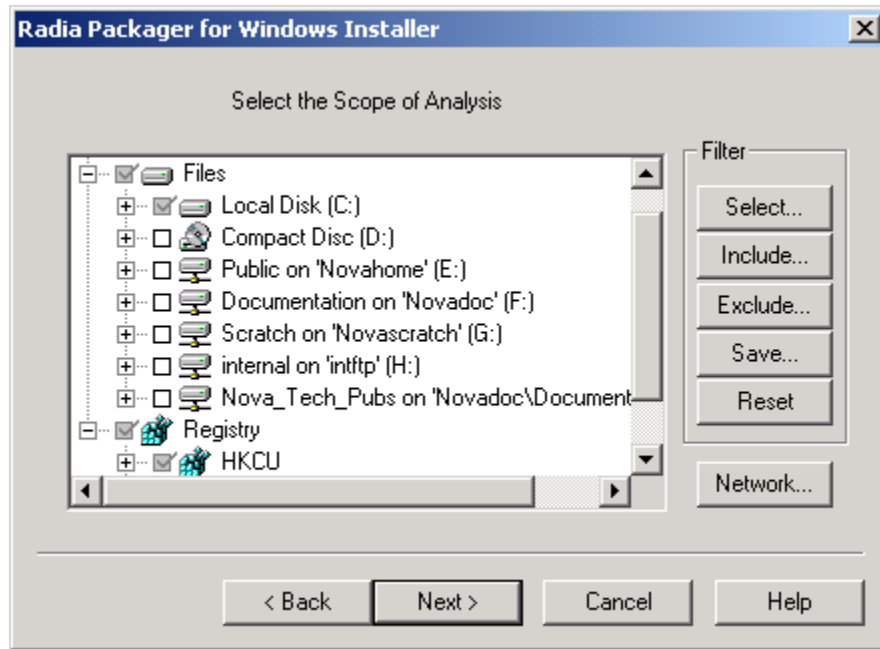 Radia Packager for Windows Installer
Select the Scope of Analysis
Files
Local Disk (C:)
Compact Disc (D:)
Public on 'Novahome' (E:)
Documentation on 'Novadoc' (F:)
Scratch on 'Novascratch' (G:)
internal on 'intftp' (H:)
Nova_Tech_Pubs on 'Novadoc\Document
Registry
HKCU
Filter
Select...
Include...
Exclude...
Save...
Reset
Network...
< Back
Next >
Cancel
Help